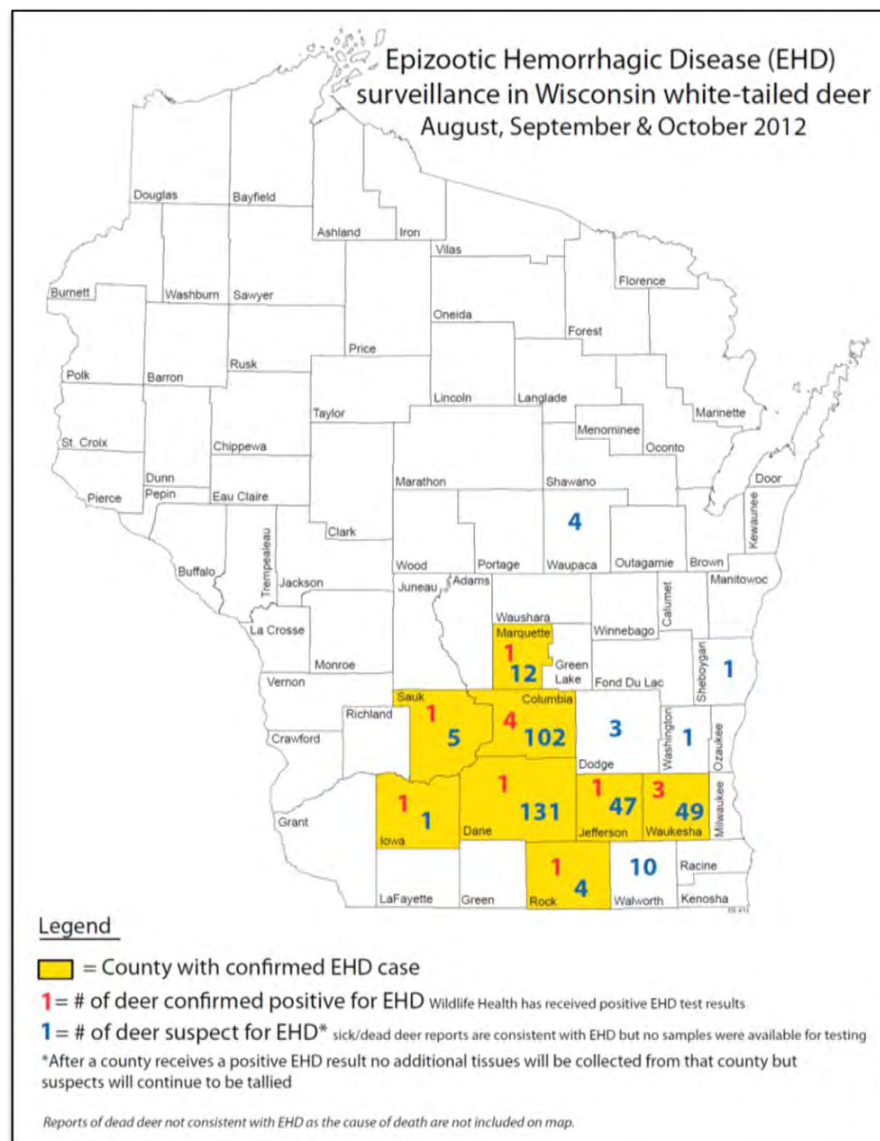 Epizootic Hemorrhagic Disease (EHD)
surveillance in Wisconsin white-tailed deer
August, September & October 2012
Douglas
Bayfield
Ashland
Iron
Vilas
Florence
Burnett
Washburn
Sawyer
Oneida
Forest
Price
Rusk
Polk
Barron
Lincoln
Langlade
Taylor
Marinette
Chippewa
Menominee
Oconto
St. Croix
Dunn
Marathon
Shawano
Door
Pierce
Pepin
Eau Claire
Kewaunee
4
Clark
Buffalo
Trempealeau
Jackson
Wood
Portage
Waupaca
Outagamie
Brown
Juneau
Adams
Manitowoc
Calumet
Waushara
Winnebago
La Crosse
Marquette
1
12
Green
Lake
Monroe
Fond Du Lac
Sheboygan
1
Vernon
Sauk
1
5
Columbia
4
102
Richland
3
Dodge
Washington
1
Ozaukee
Crawford
1
1
Iowa
1
131
Dane
1
47
Jefferson
3
49
Waukesha
Milwaukee
Grant
1
4
Rock
10
Walworth
Racine
Kenosha
LaFayette
Green
Legend
= County with confirmed EHD case
1 = # of deer confirmed positive for EHD Wildlife Health has received positive EHD test results
1 = # of deer suspect for EHD* sick/dead deer reports are consistent with EHD but no samples were available for testing
*After a county receives a positive EHD result no additional tissues will be collected from that county but
suspects will continue to be tallied
Reports of dead deer not consistent with EHD as the cause of death are not included on map.